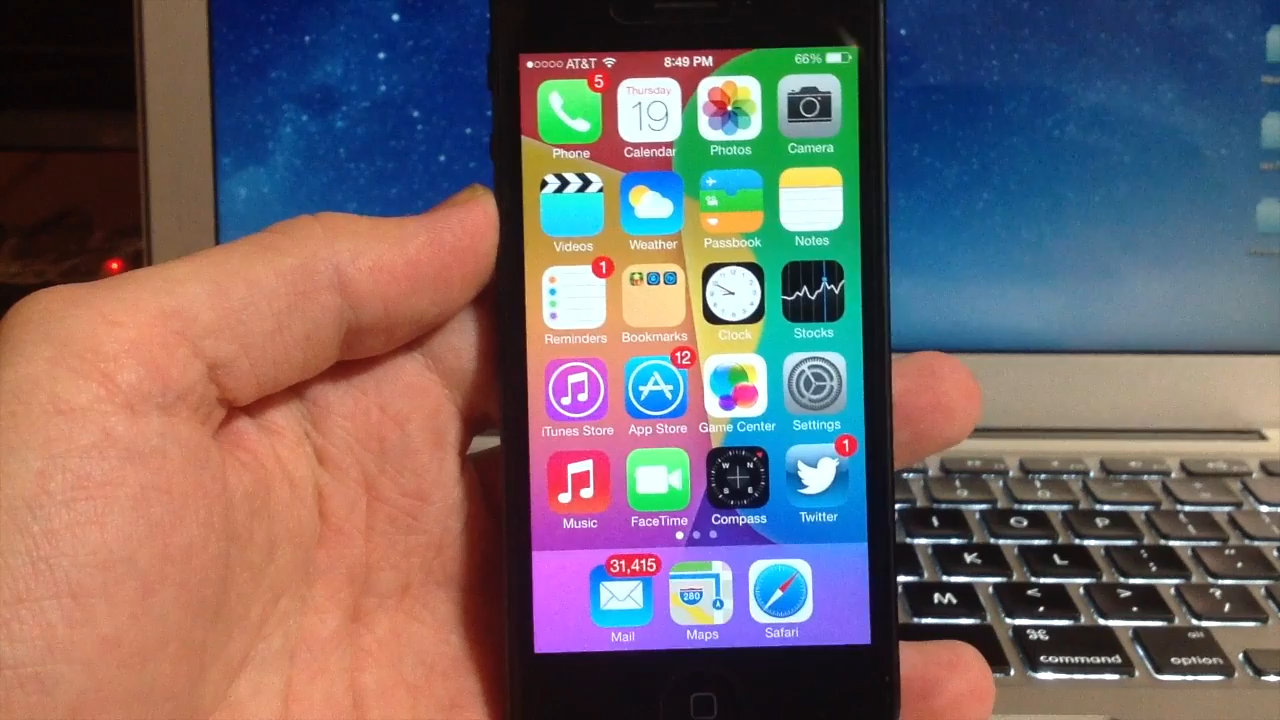 AT&T 8:49 PM 66%
5
Thursday
19
Phone Calendar Photos Camera
Videos Weather Passbook Notes
1
Reminders Bookmarks Clock Stocks
12
iTunes Store App Store Game Center Settings
1
N
W E
S
Music FaceTime Compass Twitter
31,415
280
Mail Maps Safari
I O P
K L
M < > ?
⌘ alt
command option